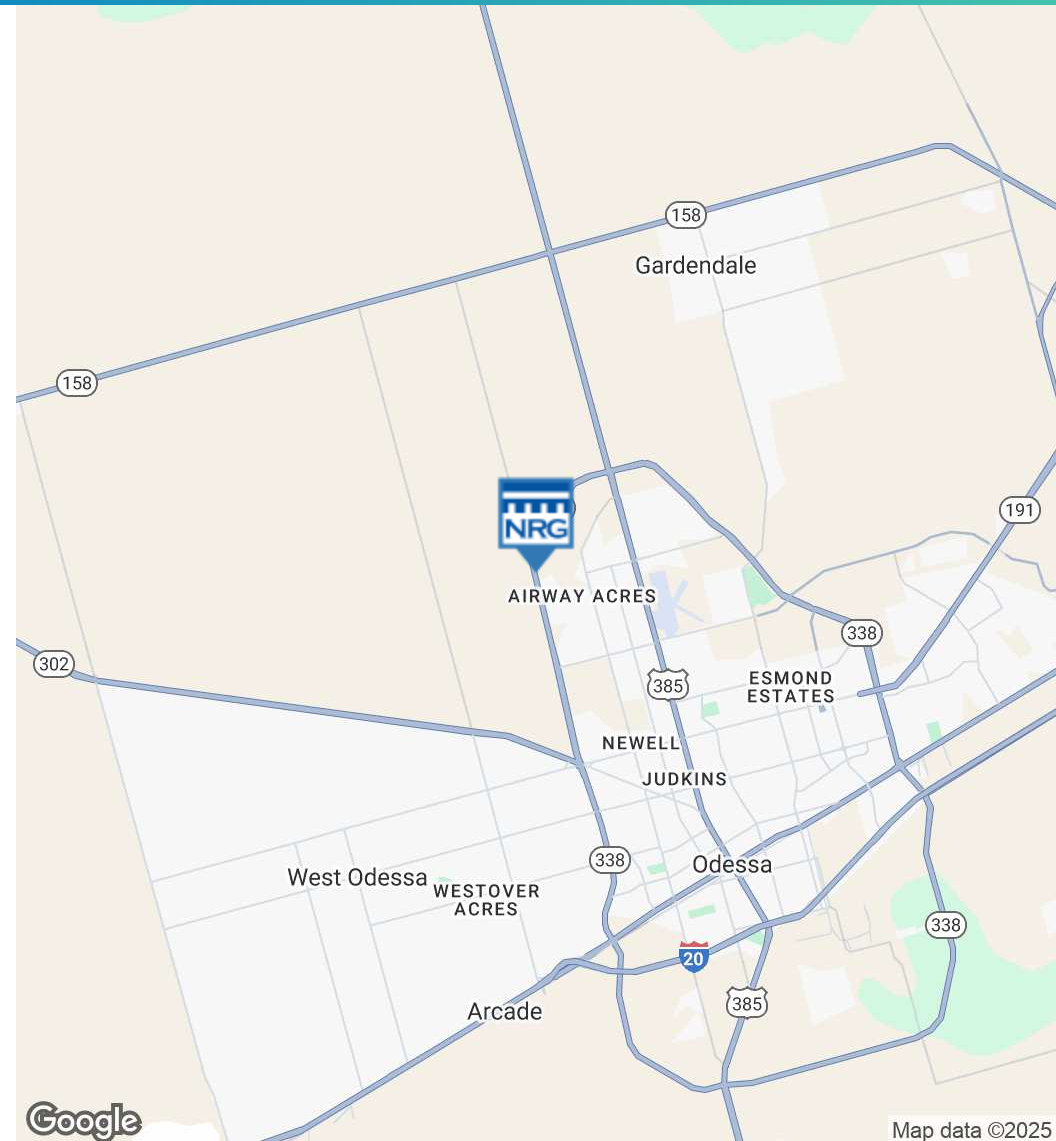 158
Gardendale
158
191
NRG
AIRWAY ACRES
338
302
385
ESMOND
ESTATES
NEWELL
JUDKINS
338
Odessa
West Odessa
WESTOVER
ACRES
338
20
385
Arcade
Google
Map data ©2025